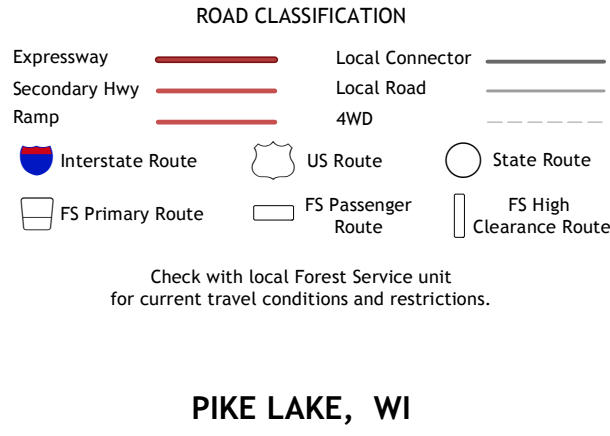 ROAD CLASSIFICATION
Expressway
Local Connector
Secondary Hwy
Local Road
Ramp
4WD
Interstate Route
US Route
State Route
FS Primary Route
FS Passenger
Route
FS High
Clearance Route
Check with local Forest Service unit
for current travel conditions and restrictions.
PIKE LAKE, WI